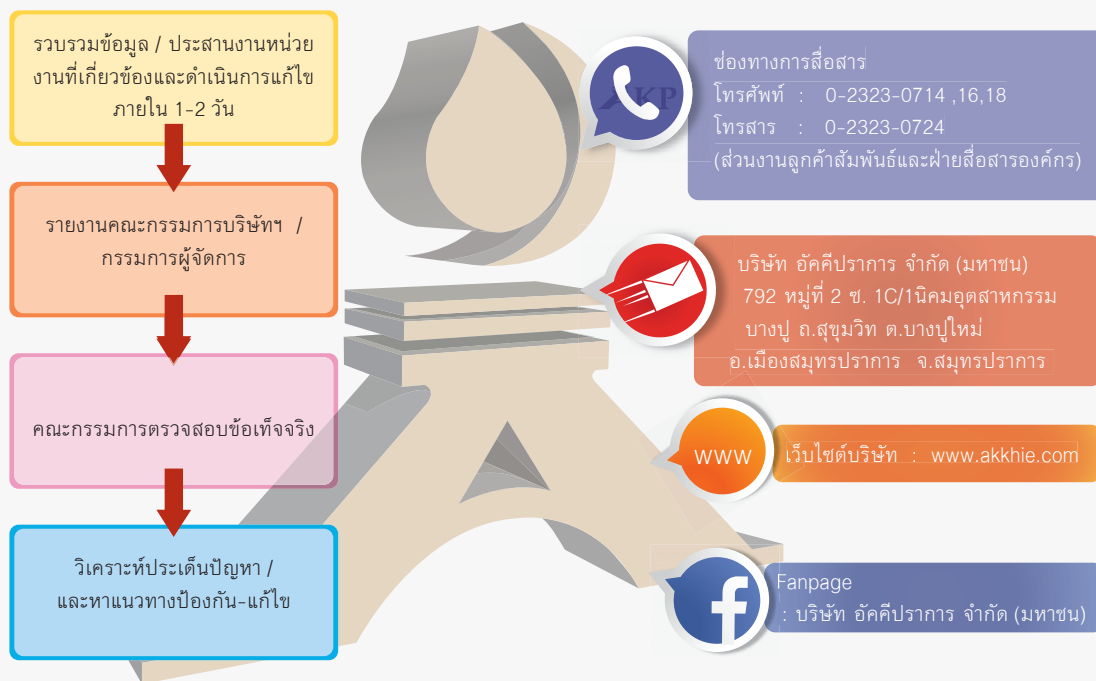 รวบรวมข้อมูล / ประสานงานหน่วย
งานที่เกี่ยวข้องและดำเนินการแก้ไข
ภายใน 1-2 วัน
รายงานคณะกรรมการบริษัทฯ /
กรรมการผู้จัดการ
คณะกรรมการตรวจสอบข้อเท็จจริง
วิเคราะห์ประเด็นปัญหา /
และหาแนวทางป้องกัน-แก้ไข
AKP
ช่องทางการสื่อสาร
โทรศัพท์ : 0-2323-0714 ,16,18
โทรสาร : 0-2323-0724
(ส่วนงานลูกค้าสัมพันธ์และฝ่ายสื่อสารองค์กร)
บริษัท อัคคีปราการ จำกัด (มหาชน)
792 หมู่ที่ 2 ซ. 1C/1นิคมอุตสาหกรรม
บางปู ถ.สุขุมวิท ต.บางปูใหม่
อ.เมืองสมุทรปราการ จ.สมุทรปราการ
www
เว็บไซต์บริษัท : www.akkhie.com
f
Fanpage
: บริษัท อัคคีปราการ จำกัด (มหาชน)